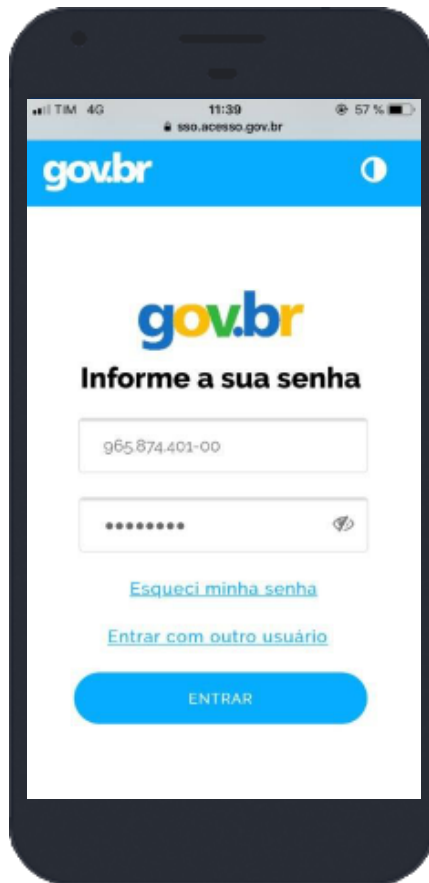 TIM 4G 11:39 57 %
sso.acesso.gov.br
gov.br
gov.br
Informe a sua senha
965.874.401-00
••••••••
Esqueci minha senha
Entrar com outro usuário
ENTRAR